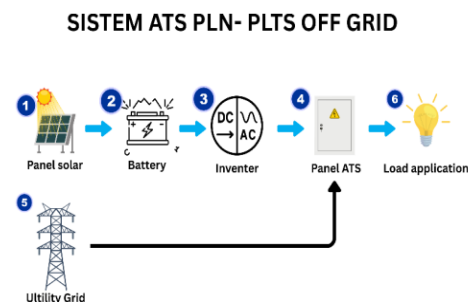 SISTEM ATS PLN- PLTS OFF GRID
1
2
3
4
6
DC
AC
Panel solar
Battery
Inventer
Panel ATS
Load application
5
Ultility Grid